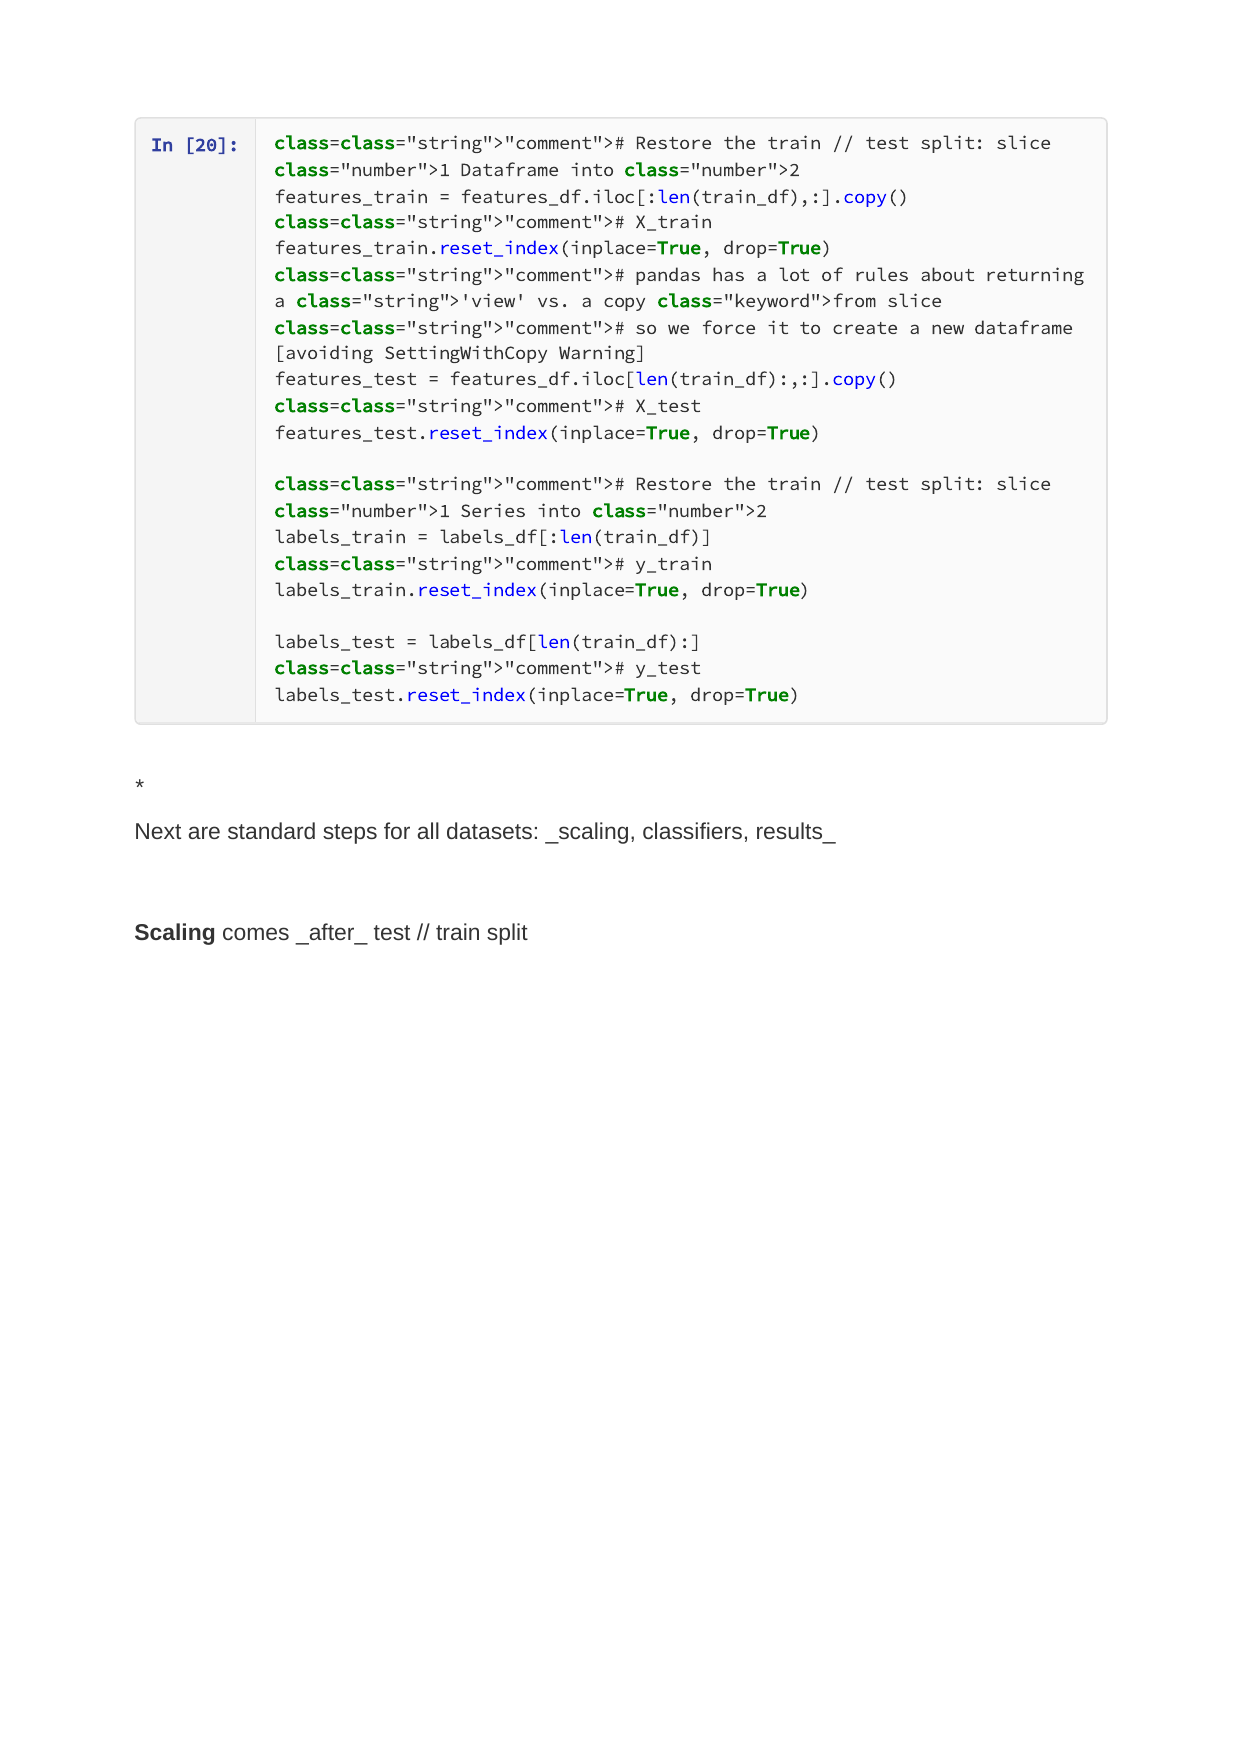 In [20]:
class=class="string">"comment"># Restore the train // test split: slice
class="number">1 Dataframe into class="number">2
features_train = features_df.iloc[:len(train_df),:].copy()
class=class="string">"comment"># X_train
features_train.reset_index(inplace=True, drop=True)
class=class="string">"comment"># pandas has a lot of rules about returning
a class="string">'view' vs. a copy class="keyword">from slice
class=class="string">"comment"># so we force it to create a new dataframe
[avoiding SettingWithCopy Warning]
features_test = features_df.iloc[len(train_df):,:].copy()
class=class="string">"comment"># X_test
features_test.reset_index(inplace=True, drop=True)

class=class="string">"comment"># Restore the train // test split: slice
class="number">1 Series into class="number">2
labels_train = labels_df[:len(train_df)]
class=class="string">"comment"># y_train
labels_train.reset_index(inplace=True, drop=True)

labels_test = labels_df[len(train_df):]
class=class="string">"comment"># y_test
labels_test.reset_index(inplace=True, drop=True)

*
Next are standard steps for all datasets: _scaling, classifiers, results_

Scaling comes _after_ test // train split